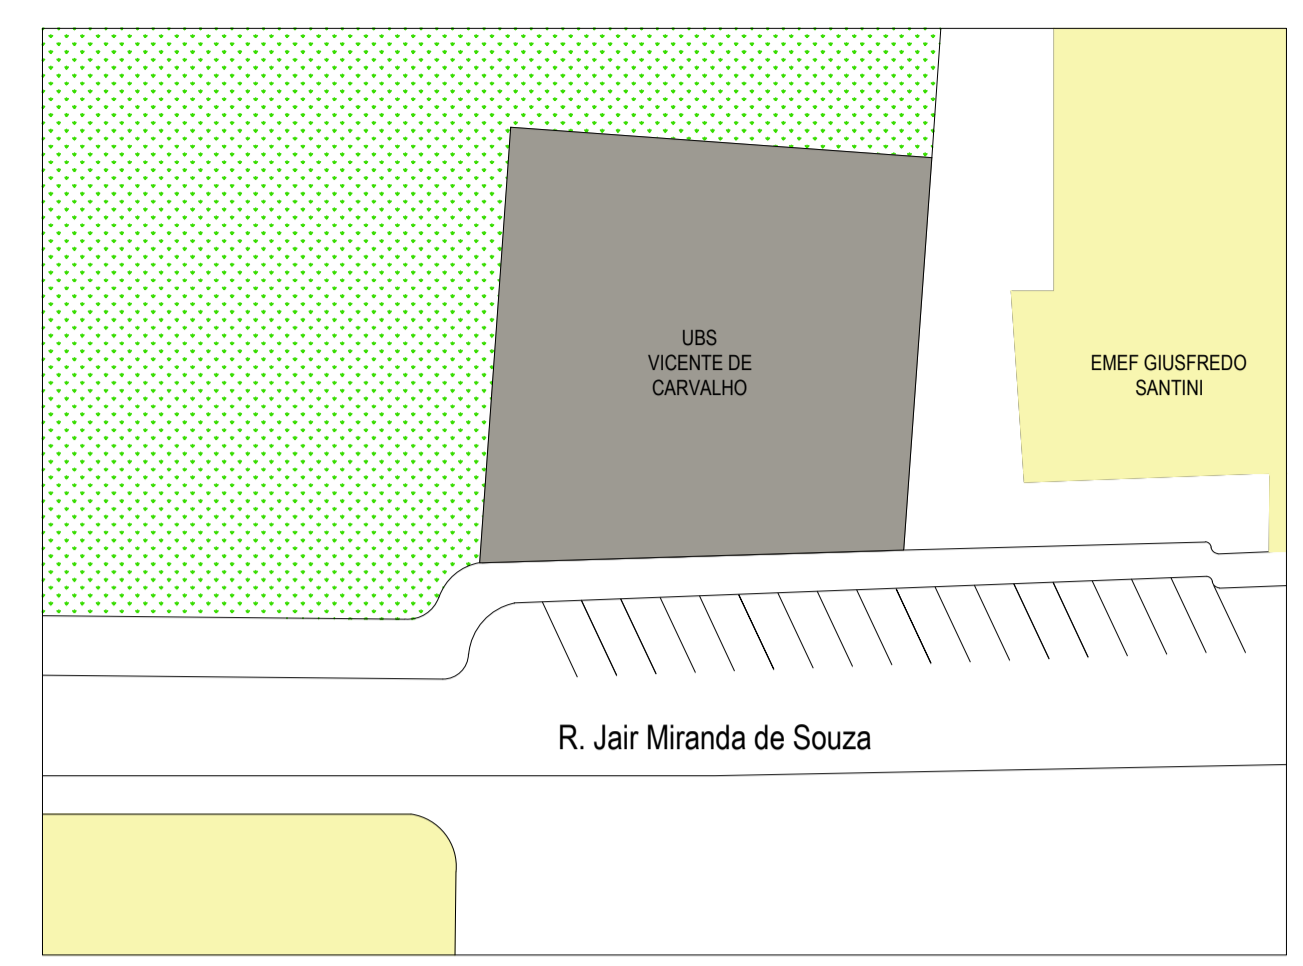 UBS
VICENTE DE
CARVALHO
EMEF GIUSFREDO
SANTINI
R. Jair Miranda de Souza